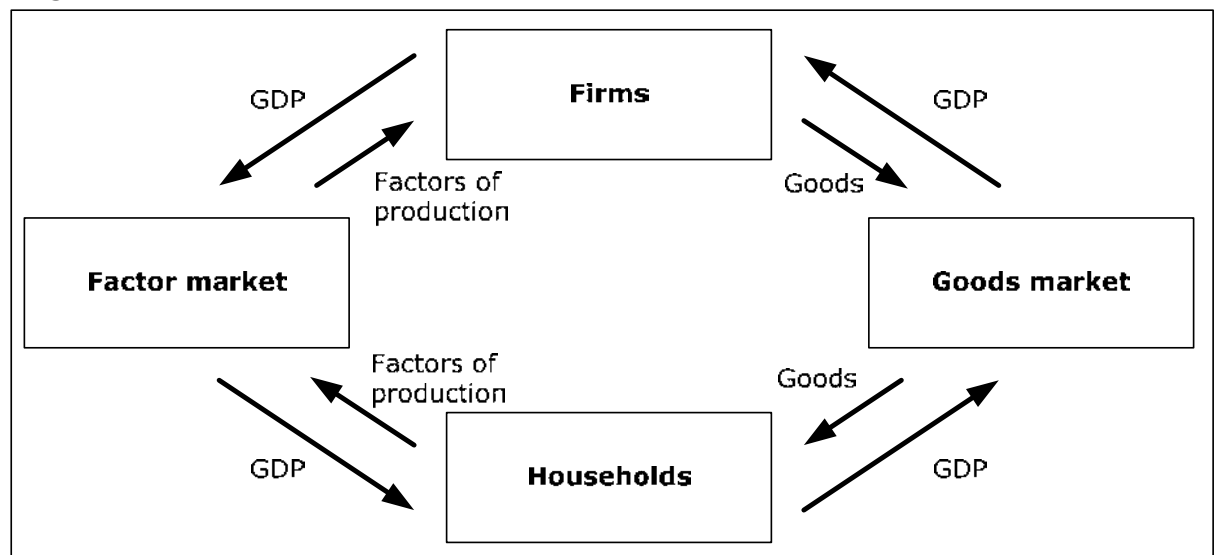 Firms
GDP
GDP
Factors of
production
Goods
Factor market
Goods market
Factors of
production
Goods
GDP
Households
GDP